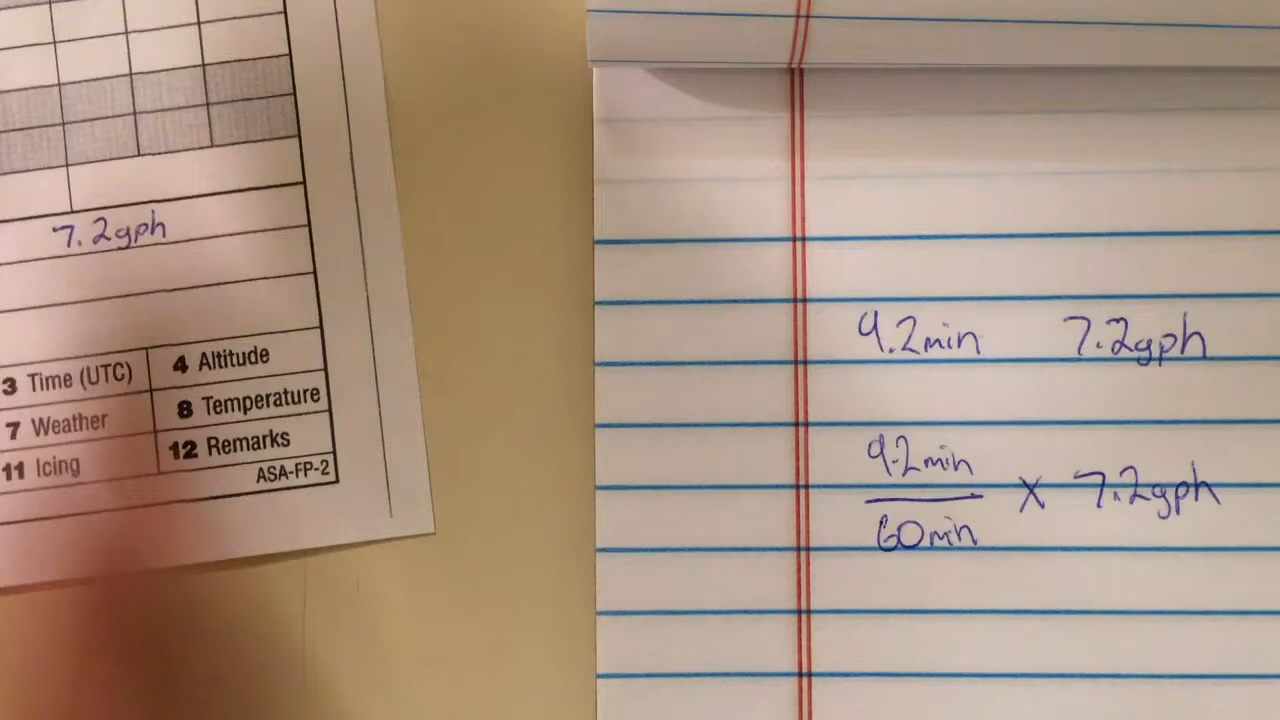 7.2gph
3 Time (UTC) 4 Altitude
7 Weather 8 Temperature
11 Icing 12 Remarks
ASA-FP-2
9.2min 7.2gph
9.2min
60min
X 7.2gph